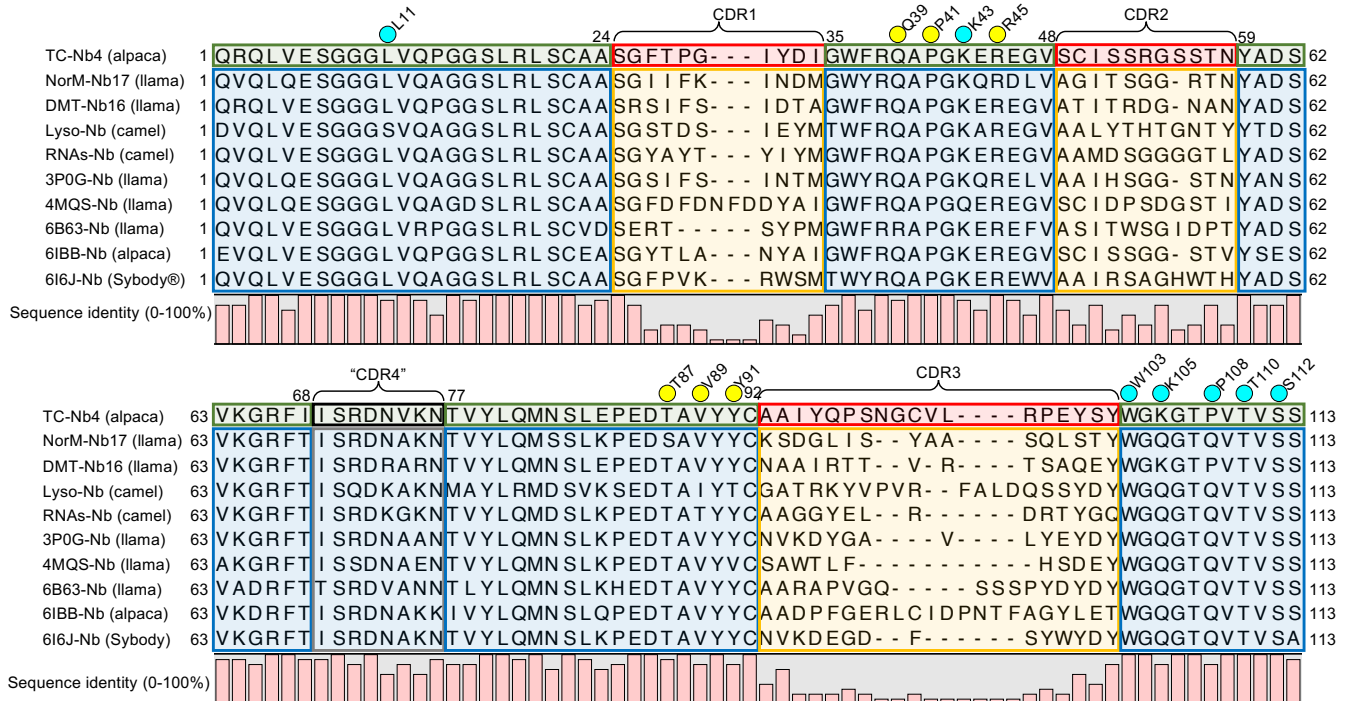 L11 CDR1 Q39 P41 K43 R45 CDR2
24 35 48 59
TC-Nb4 (alpaca) 1 QRQLVESGGGLVQPGGSLRLSCAASGFTPG---IYDIGWFRQAPGKEREGVSCISSRGSSTNYADS 62
NorM-Nb17 (llama) 1 QVQLQESGGGLVQAGGSLRLSCAASGIIFK---INDMGWYRQAPGKQRDLVAGITSGG-RTNYADS 62
DMT-Nb16 (llama) 1 QRQLVESGGGLVQPGGSLRLSCAASRSIFS---IDTAGWFRQAPGKEREGVATITRDG-NANYADS 62
Lyso-Nb (camel) 1 DVQLVESGGGSVQAGGSLRLSCAASGSTDS---IEYMTWFRQAPGKAREGVAALYTHTGNTYYTDS 62
RNAs-Nb (camel) 1 QVQLVESGGGLVQAGGSLRLSCAASGYAYT---YIYMGWFRQAPGKEREGVAAMDSGGGGTLYADS 62
3P0G-Nb (llama) 1 QVQLQESGGGLVQAGGSLRLSCAASGSIFS---INTMGWYRQAPGKQRELVAAIHSGG-STNYANS 62
4MQS-Nb (llama) 1 QVQLQESGGGLVQAGDSLRLSCAASGFDFDNFDDYAIGWFRQAPGQEREGVSCIDPSDGSTIYADS 62
6B63-Nb (llama) 1 QVQLVESGGGLVRPGGSLRLSCVDSERT-----SYPMGWFRRAPGKEREFVASITWSGIDPTYADS 62
6IBB-Nb (alpaca) 1 EVQLVESGGGLVQAGGSLRLSCEASGYTLA---NYAIGWFRQAPGKEREGVSCISSGG-STVYSES 62
6I6J-Nb (Sybody®) 1 QVQLVESGGGLVQAGGSLRLSCAASGFPVK---RWSMTWYRQAPGKEREWVAAIRSAGHWTHYADS 62
Sequence identity (0-100%)
"CDR4" T87 V89 Y91 CDR3 W103 K105 P108 T110 S112
68 77 92
TC-Nb4 (alpaca) 63 VKGRFIISRDNVKNTVYLQMNSLEPEDTAVYYCAAIYQPSNGCVL----RPEYSYWGKGTPVTVSS 113
NorM-Nb17 (llama) 63 VKGRFTISRDNAKNTVYLQMNSLKPEDSAVYYCKSDGLIS--YAA----SQLSTYWGQGTQVTVSS 113
DMT-Nb16 (llama) 63 VKGRFTISRDRARNTVYLQMNSLEPEDTAVYYCNAAIRTT--V-R----TSAQEYWGKGTPVTVSS 113
Lyso-Nb (camel) 63 VKGRFTISQDKAKNMAYLRMDSVKSEDTAIYTCGATRKYVPVR--FALDQSSYDYWGQGTQVTVSS 113
RNAs-Nb (camel) 63 VKGRFTISRDKGKNTVYLQMDSLKPEDTATYYCAAGGYEL--R------DRTYGQWGQGTQVTVSS 113
3P0G-Nb (llama) 63 VKGRFTISRDNAANTVYLQMNSLKPEDTAVYYCNVKDYGA----V----LYEYDYWGQGTQVTVSS 113
4MQS-Nb (llama) 63 AKGRFTISSDNAENTVYLQMNSLKPEDTAVYVCSAWTLF-----------HSDEYWGQGTQVTVSS 113
6B63-Nb (llama) 63 VADRFTTSRDVANNTLYLQMNSLKHEDTAVYYCAARAPVGQ-----SSSPYDYDYWGQGTQVTVSS 113
6IBB-Nb (alpaca) 63 VKDRFTISRDNAKKIVYLQMNSLQPEDTAVYYCAADPFGERLCIDPNTFAGYLETWGQGTQVTVSS 113
6I6J-Nb (Sybody) 63 VKGRFTISRDNAKNTVYLQMNSLKPEDTAVYYCNVKDEGD--F------SYWYDYWGQGTQVTVSA 113
Sequence identity (0-100%)